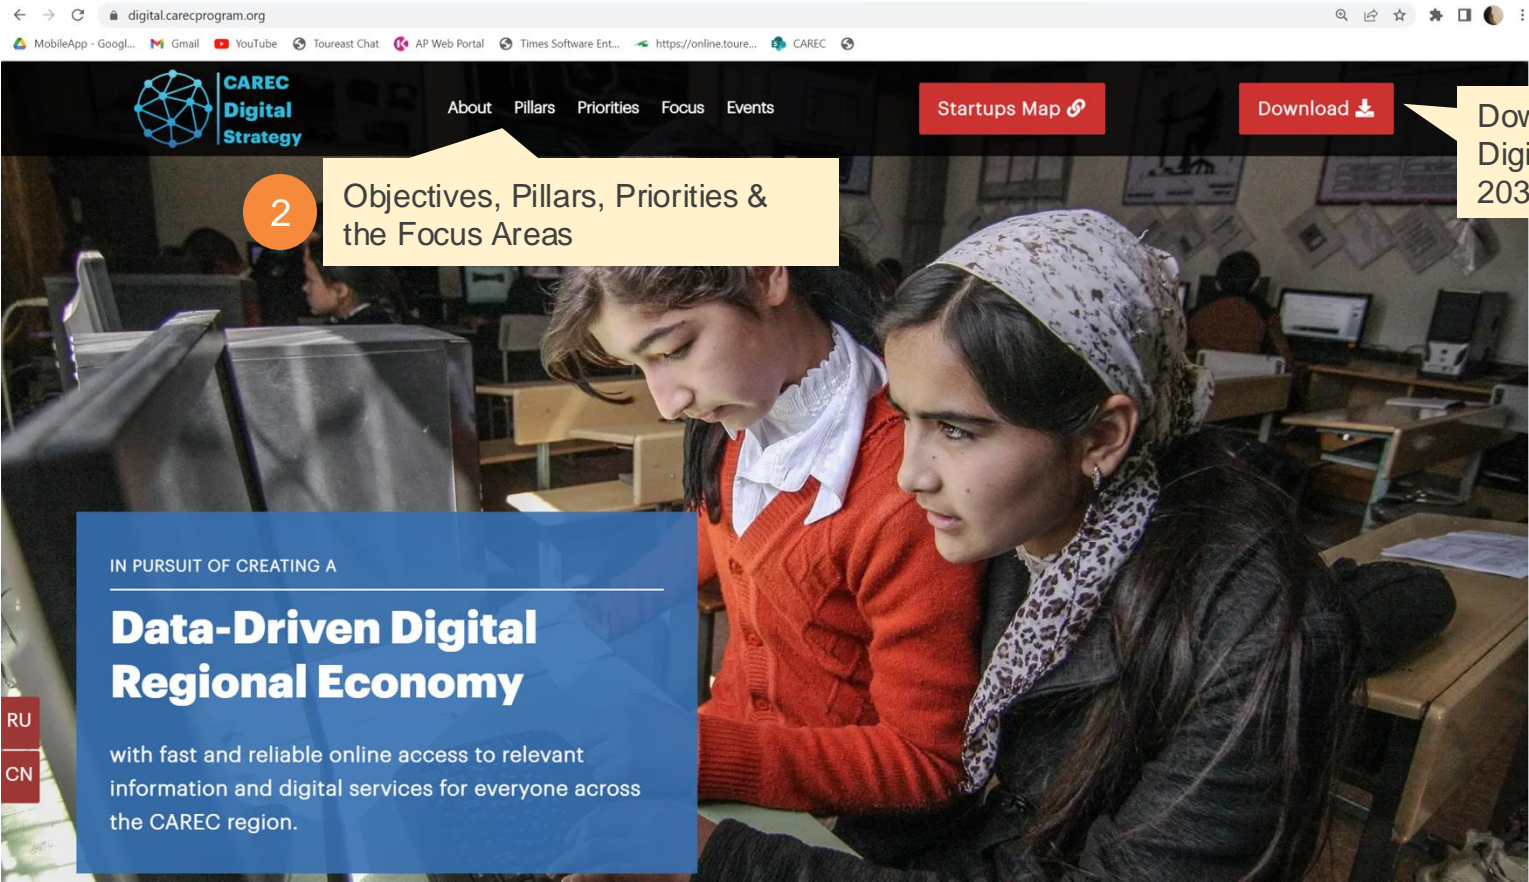 digital.carecprogram.org
MobileApp - Googl... Gmail YouTube Toureast Chat AP Web Portal Times Software Ent... https://online.toure... CAREC
CAREC
Digital
Strategy
About Pillars Priorities Focus Events
Startups Map
Download
Dov
Digi
203
2
Objectives, Pillars, Priorities &
the Focus Areas
IN PURSUIT OF CREATING A
Data-Driven Digital
Regional Economy
with fast and reliable online access to relevant
information and digital services for everyone across
the CAREC region.
RU
CN